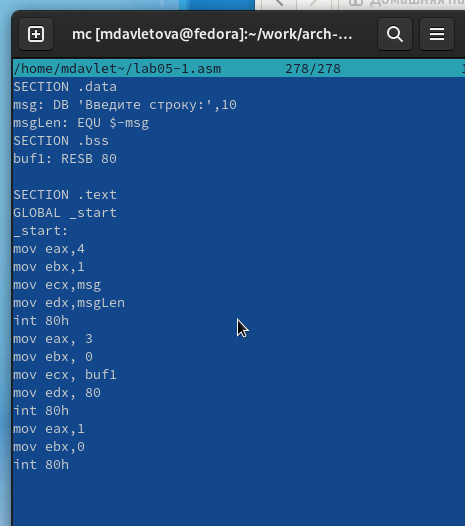 Домашняя па
mc [mdavletova@fedora]:~/work/arch-...
/home/mdavlet~/lab05-1.asm 278/278 1
SECTION .data
msg: DB 'Введите строку:',10
msgLen: EQU $-msg
SECTION .bss
buf1: RESB 80
SECTION .text
GLOBAL _start
_start:
mov eax,4
mov ebx,1
mov ecx,msg
mov edx,msgLen
int 80h
mov eax, 3
mov ebx, 0
mov ecx, buf1
mov edx, 80
int 80h
mov eax,1
mov ebx,0
int 80h